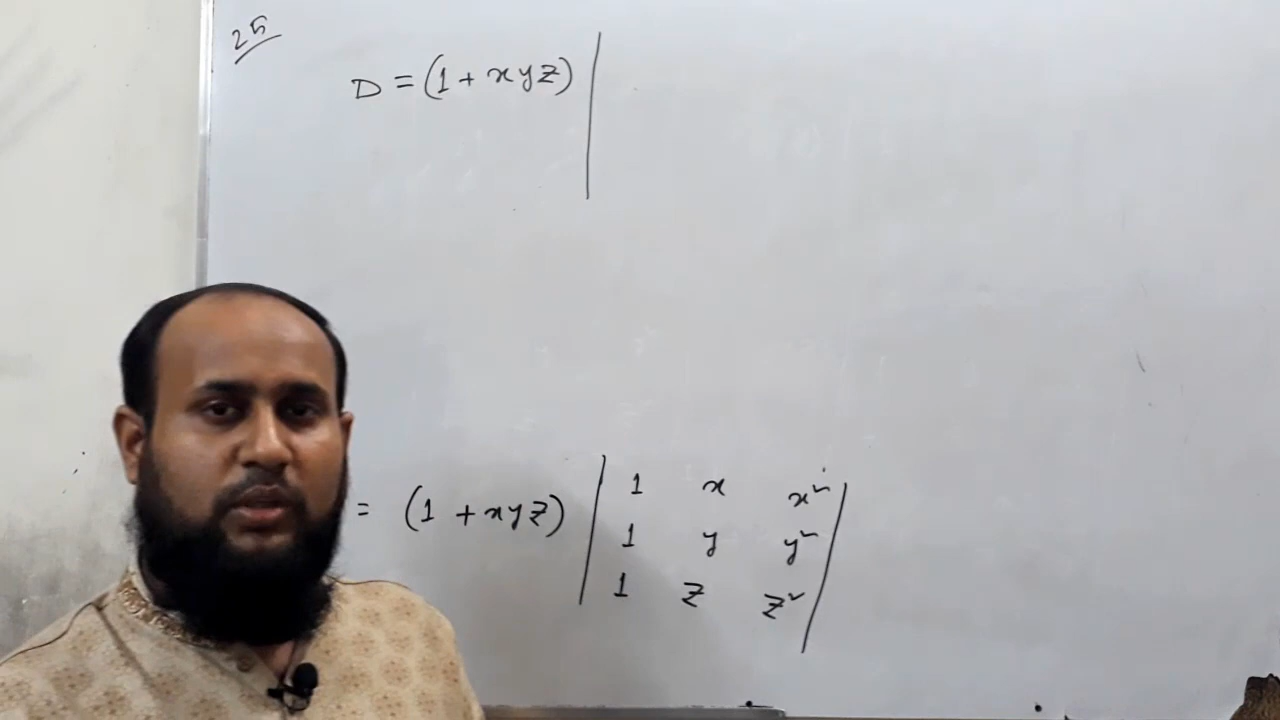 25
D = (1 + xyz) |
= (1 + xyz) | 1 x x² |
| 1 y y² |
| 1 z z² |